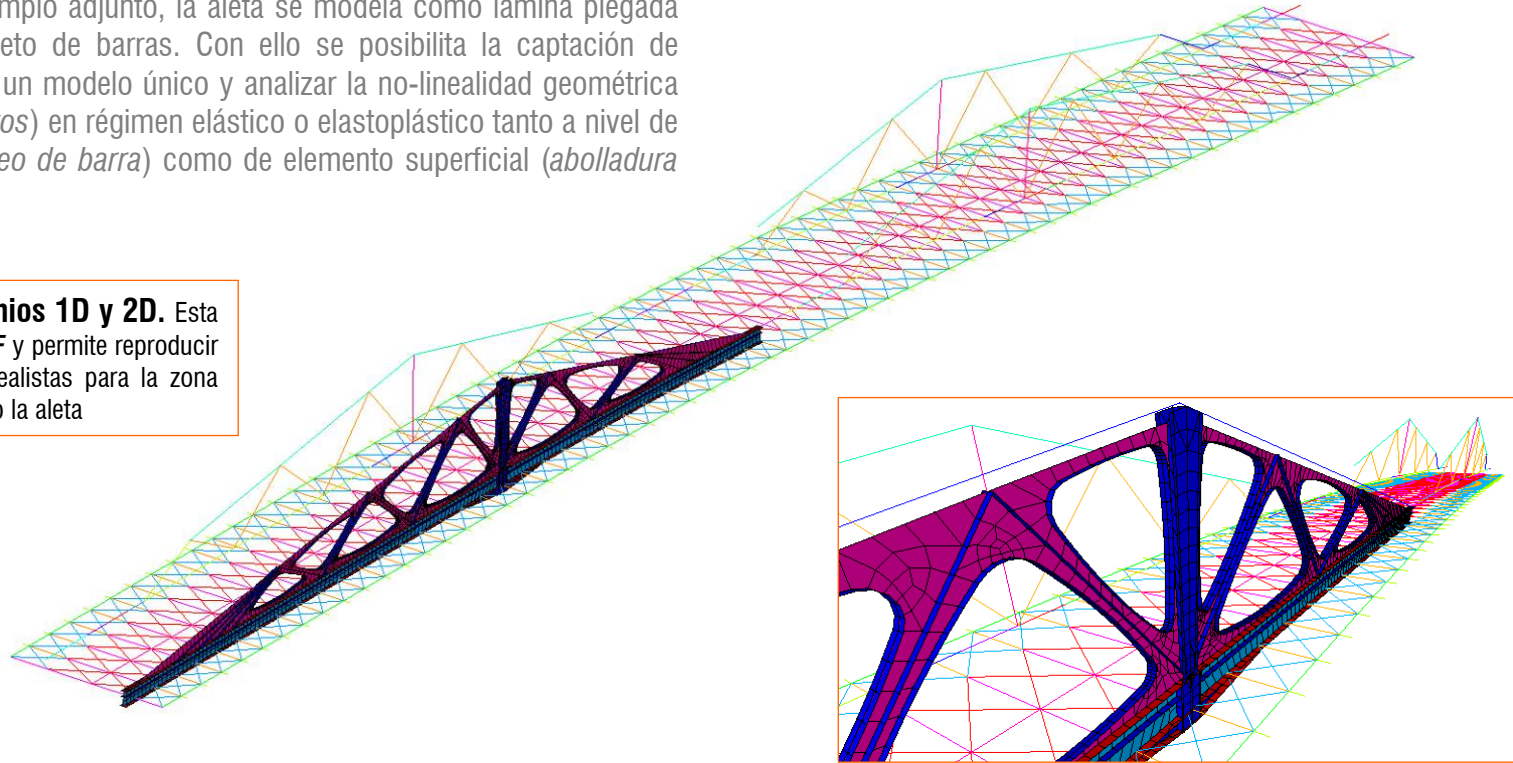 mplo adjunto, la aleta se modela como lámina plegada
eto de barras. Con ello se posibilita la captación de
un modelo único y analizar la no-linealidad geométrica
os) en régimen elástico o elastoplástico tanto a nivel de
eo de barra) como de elemento superficial (abolladura
nios 1D y 2D. Esta
F y permite reproducir
ealistas para la zona
o la aleta